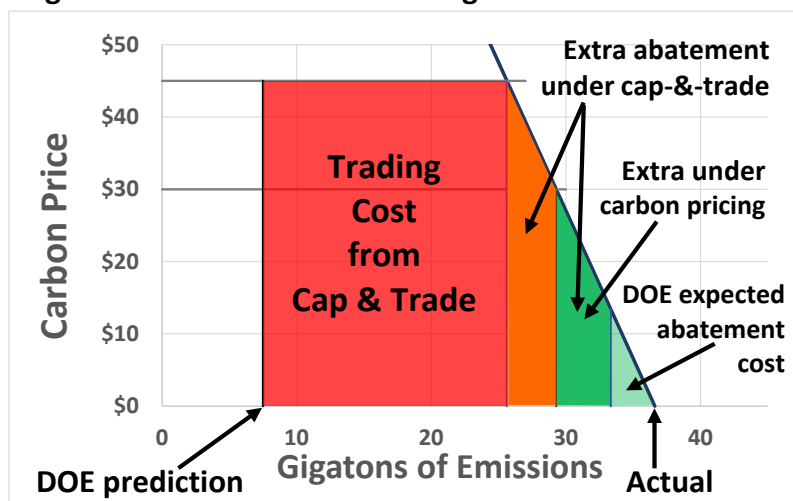 $50
$40
$30
$20
$10
$0
Carbon Price
Extra abatement
under cap-&-trade
Trading
Cost
from
Cap & Trade
Extra under
carbon pricing
DOE expected
abatement
cost
0
10
20
30
40
DOE prediction
Gigatons of Emissions
Actual